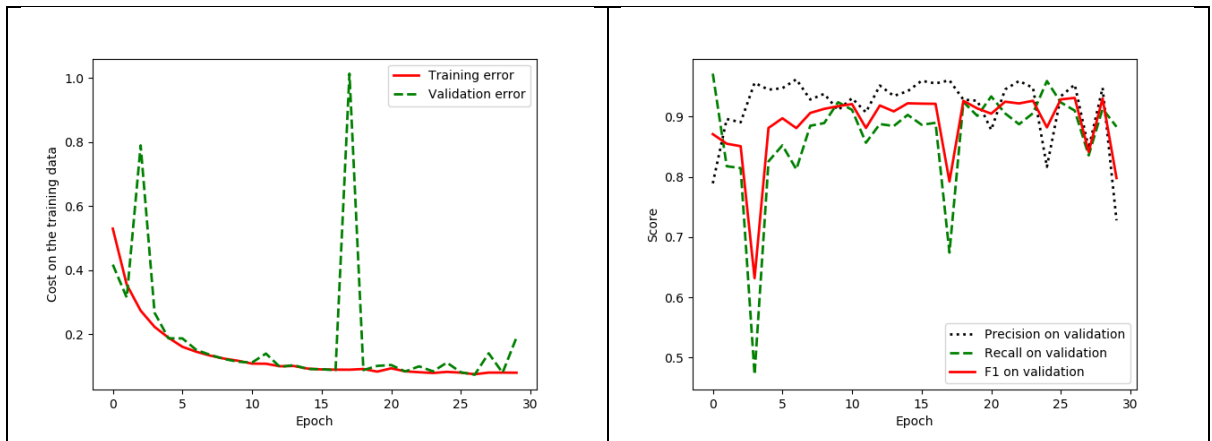 Training error
Validation error
Cost on the training data
1.0
0.8
0.6
0.4
0.2
0 5 10 15 20 25 30
Epoch
Score
0.9
0.8
0.7
0.6
0.5
Precision on validation
Recall on validation
F1 on validation
0 5 10 15 20 25 30
Epoch